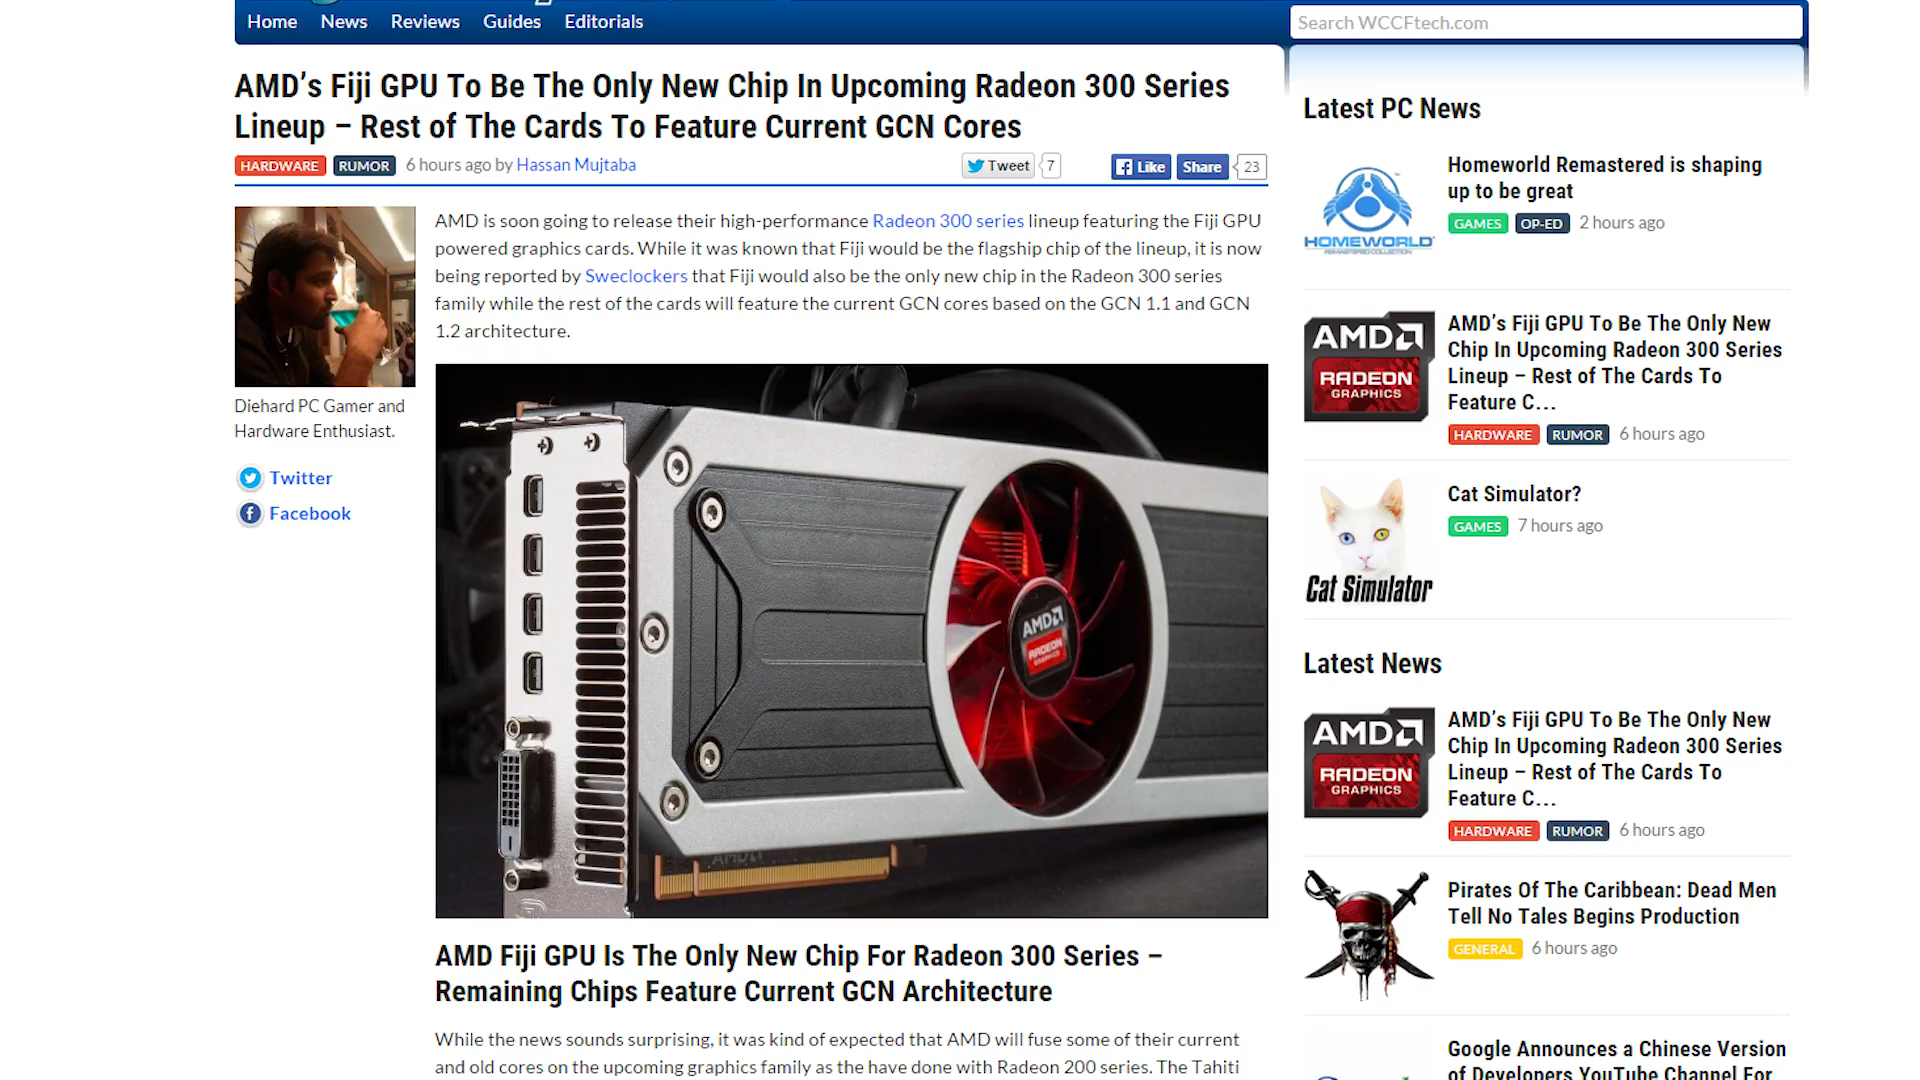 Home News Reviews Guides Editorials
Search WCCFtech.com
AMD's Fiji GPU To Be The Only New Chip In Upcoming Radeon 300 Series
Lineup – Rest of The Cards To Feature Current GCN Cores
HARDWARE RUMOR 6 hours ago by Hassan Mujtaba
Tweet 7 Like Share 23
Diehard PC Gamer and
Hardware Enthusiast.
Twitter
Facebook
AMD is soon going to release their high-performance Radeon 300 series lineup featuring the Fiji GPU
powered graphics cards. While it was known that Fiji would be the flagship chip of the lineup, it is now
being reported by Sweclockers that Fiji would also be the only new chip in the Radeon 300 series
family while the rest of the cards will feature the current GCN cores based on the GCN 1.1 and GCN
1.2 architecture.
AMD
RADEON
GRAPHICS
AMD
AMD Fiji GPU Is The Only New Chip For Radeon 300 Series –
Remaining Chips Feature Current GCN Architecture
While the news sounds surprising, it was kind of expected that AMD will fuse some of their current
and old cores on the upcoming graphics family as the have done with Radeon 200 series. The Tahiti
Latest PC News
HOMEWORLD
REMASTERED COLLECTION
Homeworld Remastered is shaping
up to be great
GAMES OP-ED 2 hours ago
AMD
RADEON
GRAPHICS
AMD's Fiji GPU To Be The Only New
Chip In Upcoming Radeon 300 Series
Lineup – Rest of The Cards To
Feature C...
HARDWARE RUMOR 6 hours ago
Cat Simulator
Cat Simulator?
GAMES 7 hours ago
Latest News
AMD
RADEON
GRAPHICS
AMD's Fiji GPU To Be The Only New
Chip In Upcoming Radeon 300 Series
Lineup – Rest of The Cards To
Feature C...
HARDWARE RUMOR 6 hours ago
Pirates Of The Caribbean: Dead Men
Tell No Tales Begins Production
GENERAL 6 hours ago
Google Announces a Chinese Version
of Developers YouTube Channel For